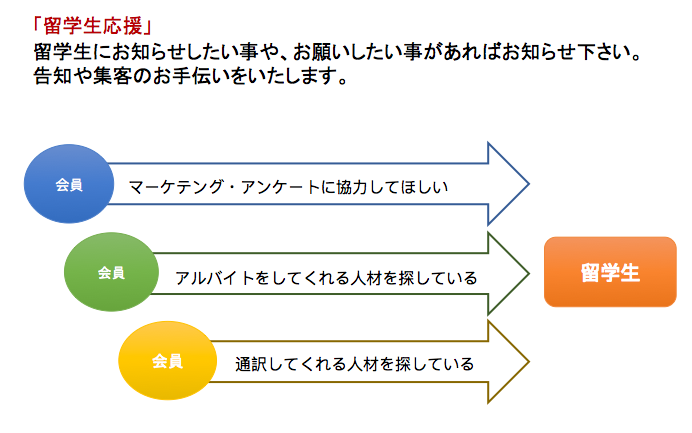 「留学生応援」
留学生にお知らせしたい事や、お願いしたい事があればお知らせ下さい。
告知や集客のお手伝いをいたします。
会員
マーケテング・アンケートに協力してほしい
会員
アルバイトをしてくれる人材を探している
留学生
会員
通訳してくれる人材を探している